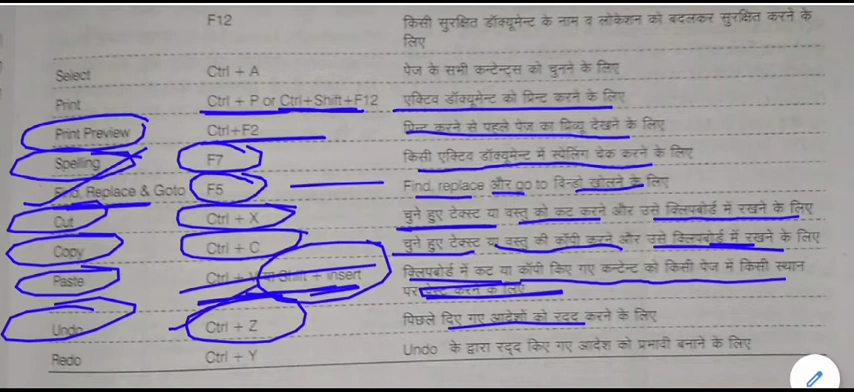 F12 किसी सुरक्षित डॉक्यूमेन्ट के नाम व लोकेशन को बदलकर सुरक्षित करने के
लिए
Select Ctrl + A पेज के सभी कन्टेन्ट्स को चुनने के लिए
Print Ctrl + P or Ctrl+Shift+F12 एक्टिव डॉक्यूमेन्ट को प्रिन्ट करने के लिए
Print Preview Ctrl+F2 प्रिन्ट करने से पहले पेज का प्रिव्यू देखने के लिए
Spelling F7 किसी एक्टिव डॉक्यूमेन्ट में स्पेलिंग चेक करने के लिए
Find, Replace & Goto F5 Find, replace और go to विन्डो खोलने के लिए
Cut Ctrl + X चुने हुए टेक्स्ट या वस्तु को कट करने और उसे क्लिपबोर्ड में रखने के लिए
Copy Ctrl + C चुने हुए टेक्स्ट या वस्तु की कॉपी करने और उसे क्लिपबोर्ड में रखने के लिए
Paste Ctrl + V या Shift + insert क्लिपबोर्ड में कट या कॉपी किए गए कन्टेन्ट को किसी पेज में किसी स्थान
पर पेस्ट करने के लिए
Undo Ctrl + Z पिछले दिए गए आदेशों को रदद करने के लिए
Redo Ctrl + Y Undo के द्वारा रद्द किए गए आदेश को प्रभावी बनाने के लिए